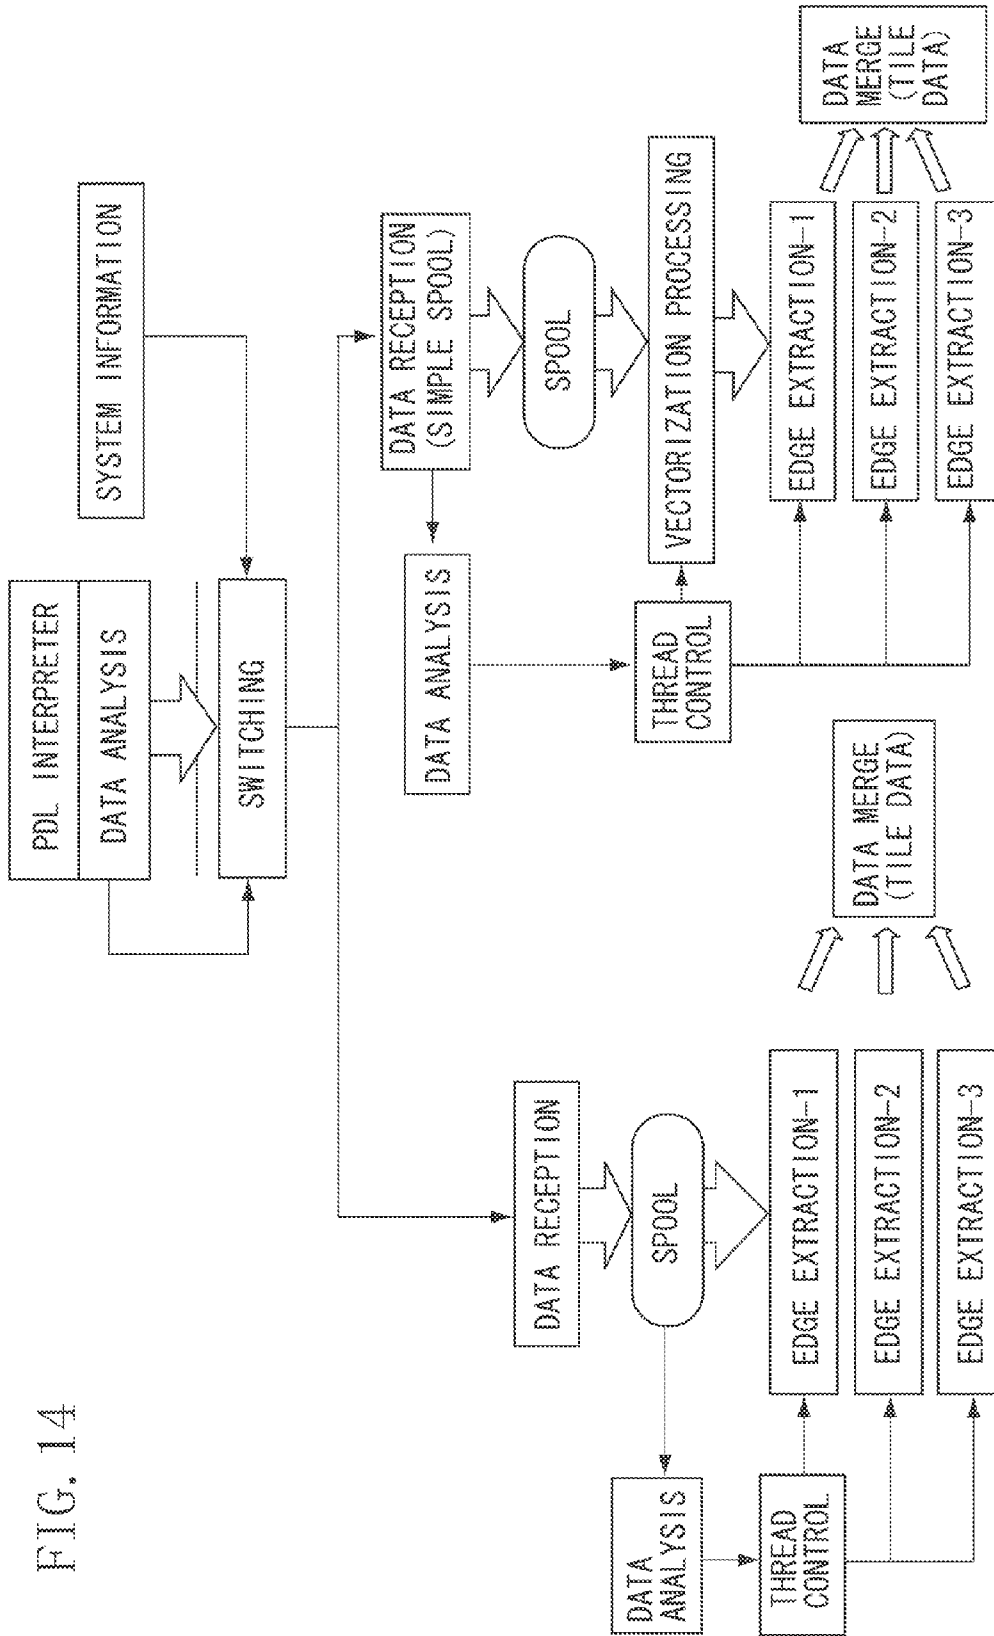 FIG. 14
PDL INTERPRETER
DATA ANALYSIS
SYSTEM INFORMATION
SWITCHING
DATA RECEPTION
SPOOL
DATA
ANALYSIS
THREAD
CONTROL
EDGE EXTRACTION-1
EDGE EXTRACTION-2
EDGE EXTRACTION-3
DATA MERGE
(TILE DATA)
DATA RECEPTION
(SIMPLE SPOOL)
DATA ANALYSIS
SPOOL
THREAD
CONTROL
VECTORIZATION PROCESSING
EDGE EXTRACTION-1
EDGE EXTRACTION-2
EDGE EXTRACTION-3
DATA
MERGE
(TILE
DATA)